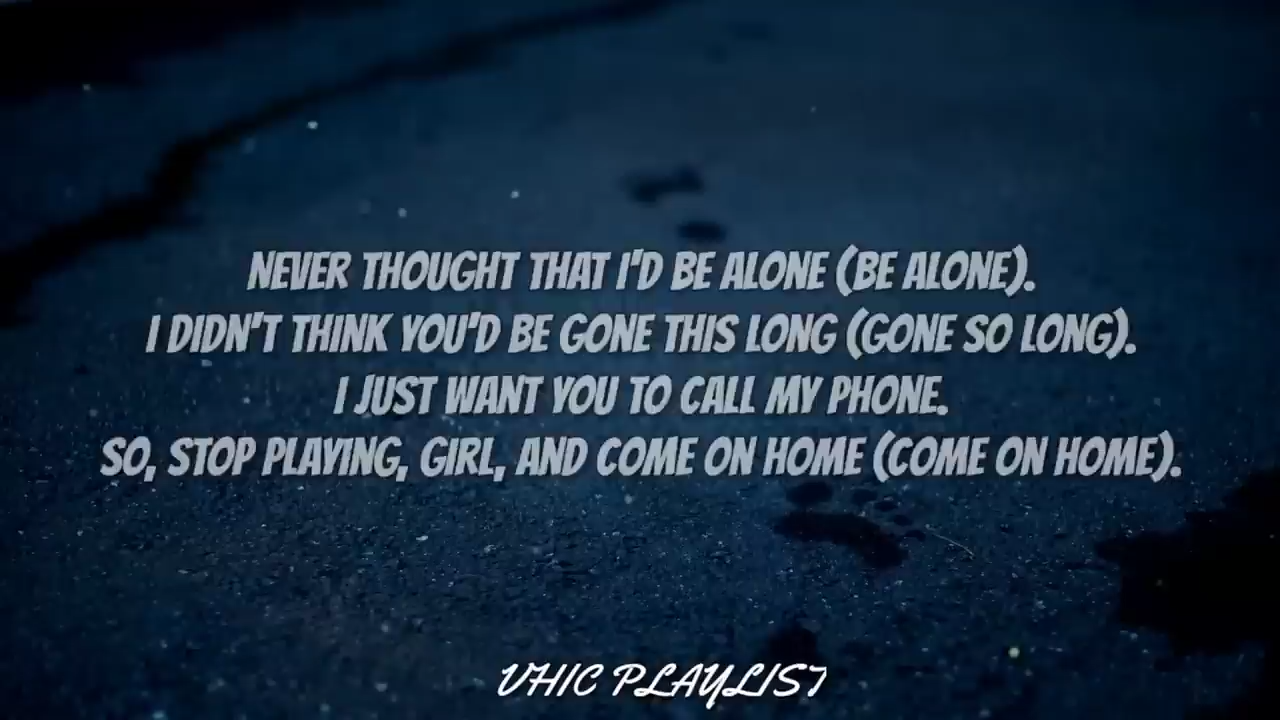 NEVER THOUGHT THAT I'D BE ALONE (BE ALONE).
I DIDN'T THINK YOU'D BE GONE THIS LONG (GONE SO LONG).
I JUST WANT YOU TO CALL MY PHONE.
SO, STOP PLAYING, GIRL, AND COME ON HOME (COME ON HOME).
VHIC PLAYLIST